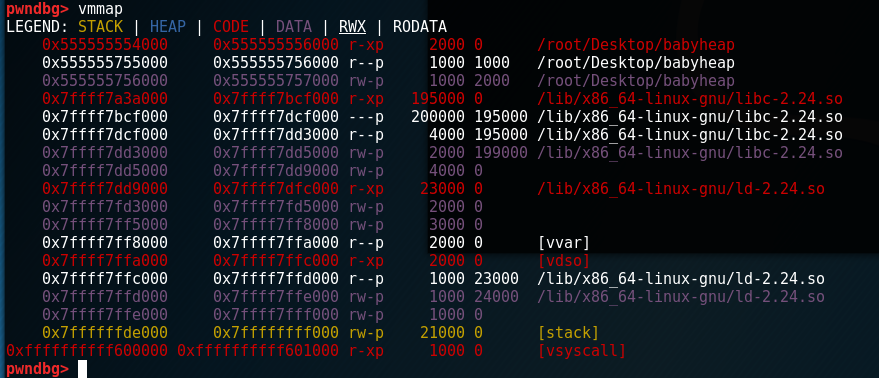 pwndbg> vmmap
LEGEND: STACK | HEAP | CODE | DATA | RWX | RODATA
0x555555554000 0x555555556000 r-xp 2000 0 /root/Desktop/babyheap
0x555555755000 0x555555756000 r--p 1000 1000 /root/Desktop/babyheap
0x555555756000 0x555555757000 rw-p 1000 2000 /root/Desktop/babyheap
0x7ffff7a3a000 0x7ffff7bcf000 r-xp 195000 0 /lib/x86_64-linux-gnu/libc-2.24.so
0x7ffff7bcf000 0x7ffff7dcf000 ---p 200000 195000 /lib/x86_64-linux-gnu/libc-2.24.so
0x7ffff7dcf000 0x7ffff7dd3000 r--p 4000 195000 /lib/x86_64-linux-gnu/libc-2.24.so
0x7ffff7dd3000 0x7ffff7dd5000 rw-p 2000 199000 /lib/x86_64-linux-gnu/libc-2.24.so
0x7ffff7dd5000 0x7ffff7dd9000 rw-p 4000 0
0x7ffff7dd9000 0x7ffff7dfc000 r-xp 23000 0 /lib/x86_64-linux-gnu/ld-2.24.so
0x7ffff7fd3000 0x7ffff7fd5000 rw-p 2000 0
0x7ffff7ff5000 0x7ffff7ff8000 rw-p 3000 0
0x7ffff7ff8000 0x7ffff7ffa000 r--p 2000 0 [vvar]
0x7ffff7ffa000 0x7ffff7ffc000 r-xp 2000 0 [vdso]
0x7ffff7ffc000 0x7ffff7ffd000 r--p 1000 23000 /lib/x86_64-linux-gnu/ld-2.24.so
0x7ffff7ffd000 0x7ffff7ffe000 rw-p 1000 24000 /lib/x86_64-linux-gnu/ld-2.24.so
0x7ffff7ffe000 0x7ffff7fff000 rw-p 1000 0
0x7ffffffde000 0x7ffffffff000 rw-p 21000 0 [stack]
0xffffffffff600000 0xffffffffff601000 r-xp 1000 0 [vsyscall]
pwndbg>